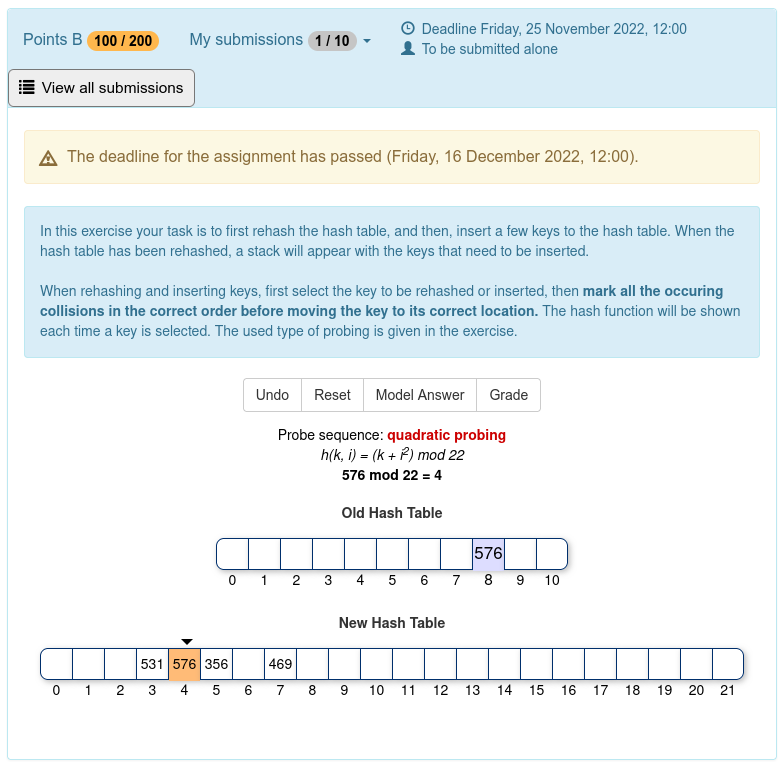 Points B 100 / 200 My submissions 1 / 10
Deadline Friday, 25 November 2022, 12:00
To be submitted alone
View all submissions
The deadline for the assignment has passed (Friday, 16 December 2022, 12:00).
In this exercise your task is to first rehash the hash table, and then, insert a few keys to the hash table. When the
hash table has been rehashed, a stack will appear with the keys that need to be inserted.
When rehashing and inserting keys, first select the key to be rehashed or inserted, then mark all the occuring
collisions in the correct order before moving the key to its correct location. The hash function will be shown
each time a key is selected. The used type of probing is given in the exercise.
Undo Reset Model Answer Grade
Probe sequence: quadratic probing
h(k, i) = (k + i²) mod 22
576 mod 22 = 4
Old Hash Table
576
0 1 2 3 4 5 6 7 8 9 10
New Hash Table
531 576 356 469
0 1 2 3 4 5 6 7 8 9 10 11 12 13 14 15 16 17 18 19 20 21